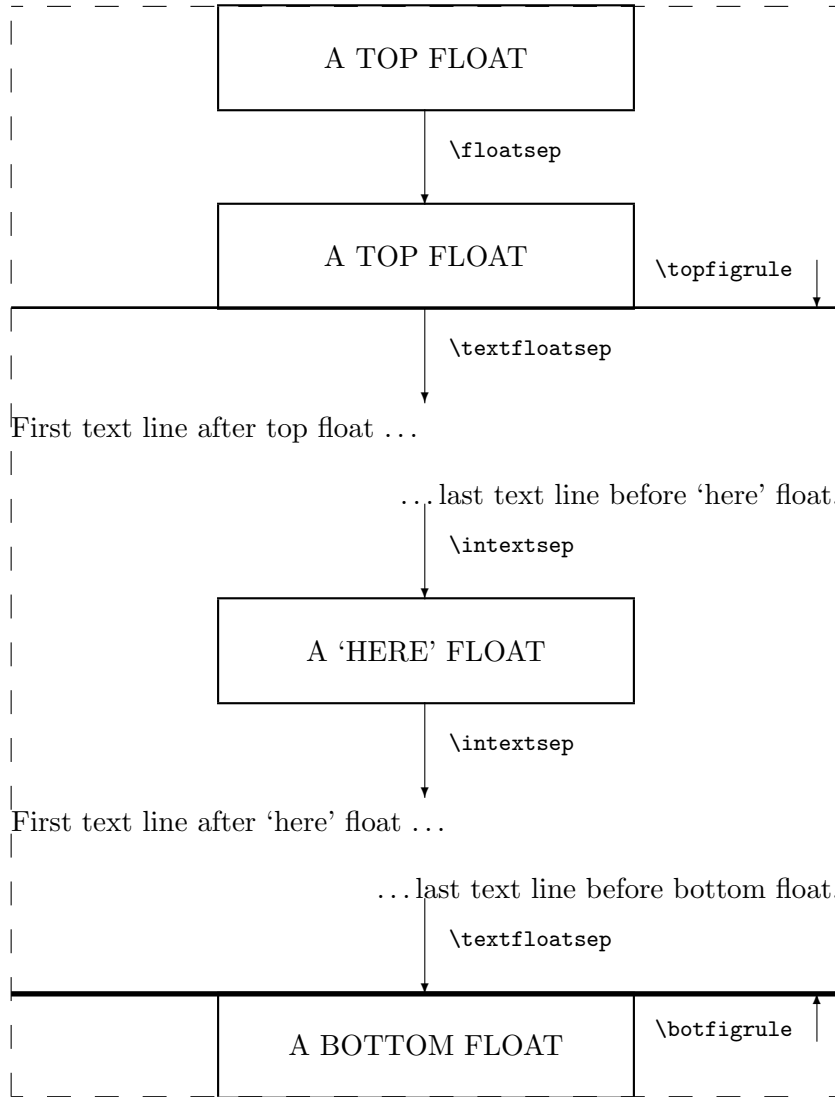 A TOP FLOAT
\floatsep
A TOP FLOAT
\topfigrule
\textfloatsep
First text line after top float ...
... last text line before ‘here’ float.
\intextsep
A ‘HERE’ FLOAT
\intextsep
First text line after ‘here’ float ...
... last text line before bottom float.
\textfloatsep
\botfigrule
A BOTTOM FLOAT